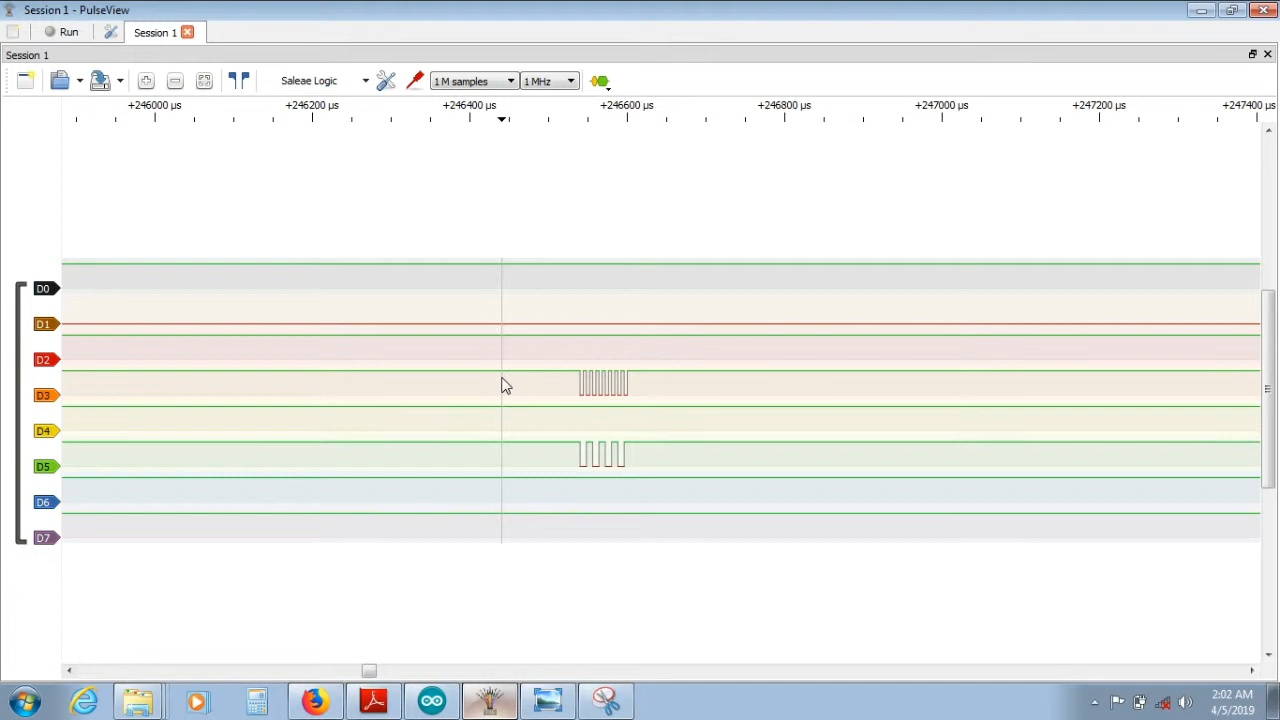 Session 1 - PulseView
Run
Session 1
Session 1
Saleae Logic
1 M samples
1 MHz
+246000 µs +246200 µs +246400 µs +246600 µs +246800 µs +247000 µs +247200 µs +247400 µs
D0
D1
D2
D3
D4
D5
D6
D7
2:02 AM
4/5/2019